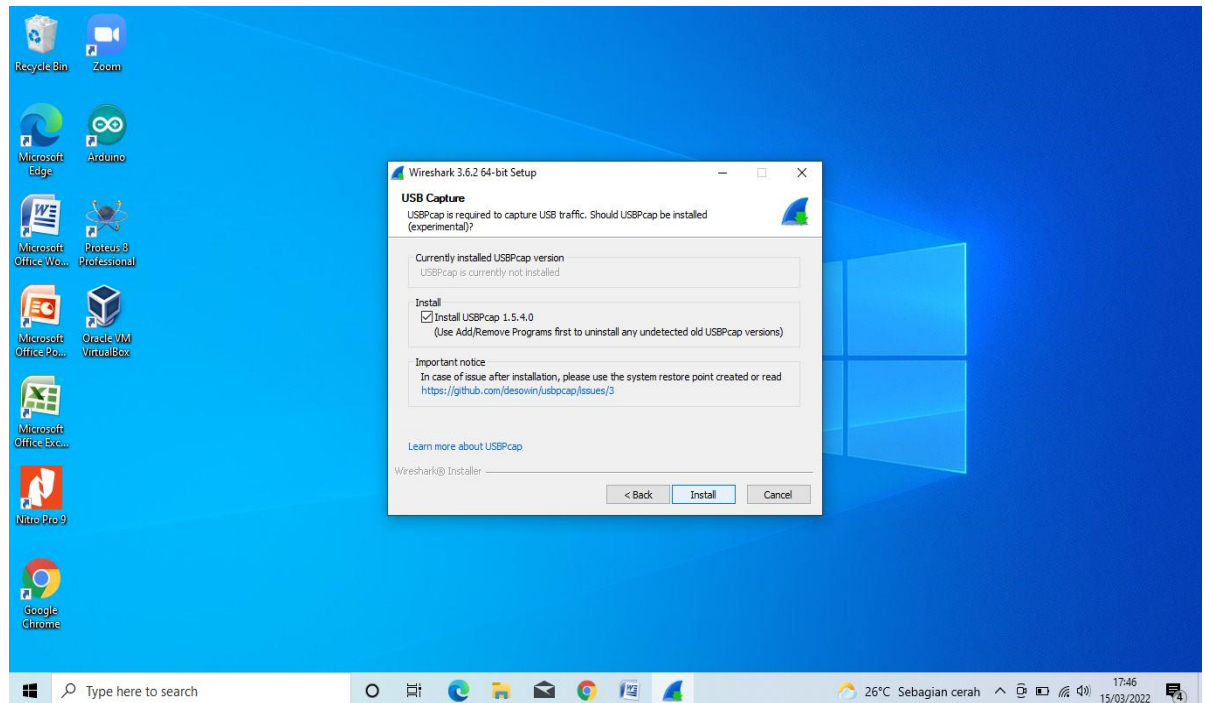 Recycle Bin
Zoom
Microsoft
Edge
Arduino
Microsoft
Office Wo...
Proteus 8
Professional
Microsoft
Office Po...
Oracle VM
VirtualBox
Microsoft
Office Exc...
Nitro Pro 9
Google
Chrome
Wireshark 3.6.2 64-bit Setup
USB Capture
USBPcap is required to capture USB traffic. Should USBPcap be installed
(experimental)?
Currently installed USBPcap version
USBPcap is currently not installed
Install
Install USBPcap 1.5.4.0
(Use Add/Remove Programs first to uninstall any undetected old USBPcap versions)
Important notice
In case of issue after installation, please use the system restore point created or read
https://github.com/desowin/usbpcap/issues/3
Learn more about USBPcap
Wireshark® Installer
< Back Install Cancel
Type here to search
26°C Sebagian cerah
17:46
15/03/2022
4